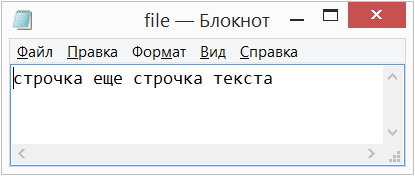 file — Блокнот
Файл Правка Формат Вид Справка
строчка еще строчка текста